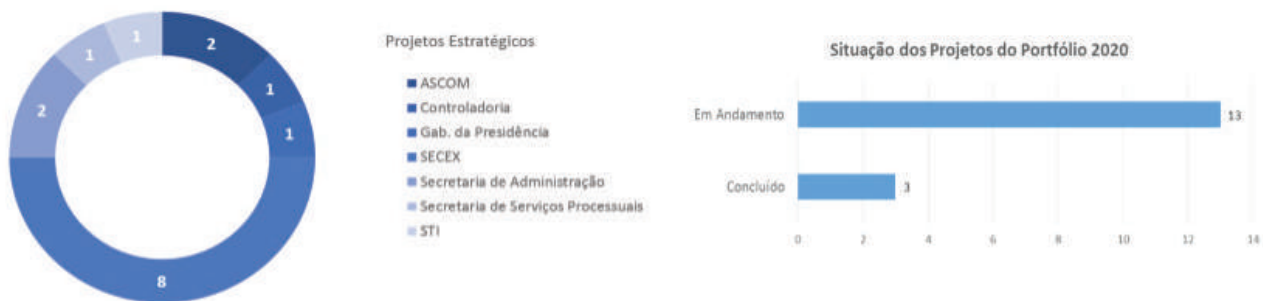 2
1
1
8
2
1
1
Projetos Estratégicos
ASCOM
Controladoria
Gab. da Presidência
SECEX
Secretaria de Administração
Secretaria de Serviços Processuais
STI
Situação dos Projetos do Portfólio 2020
Em Andamento
13
Concluído
3
0 2 4 6 8 10 12 14